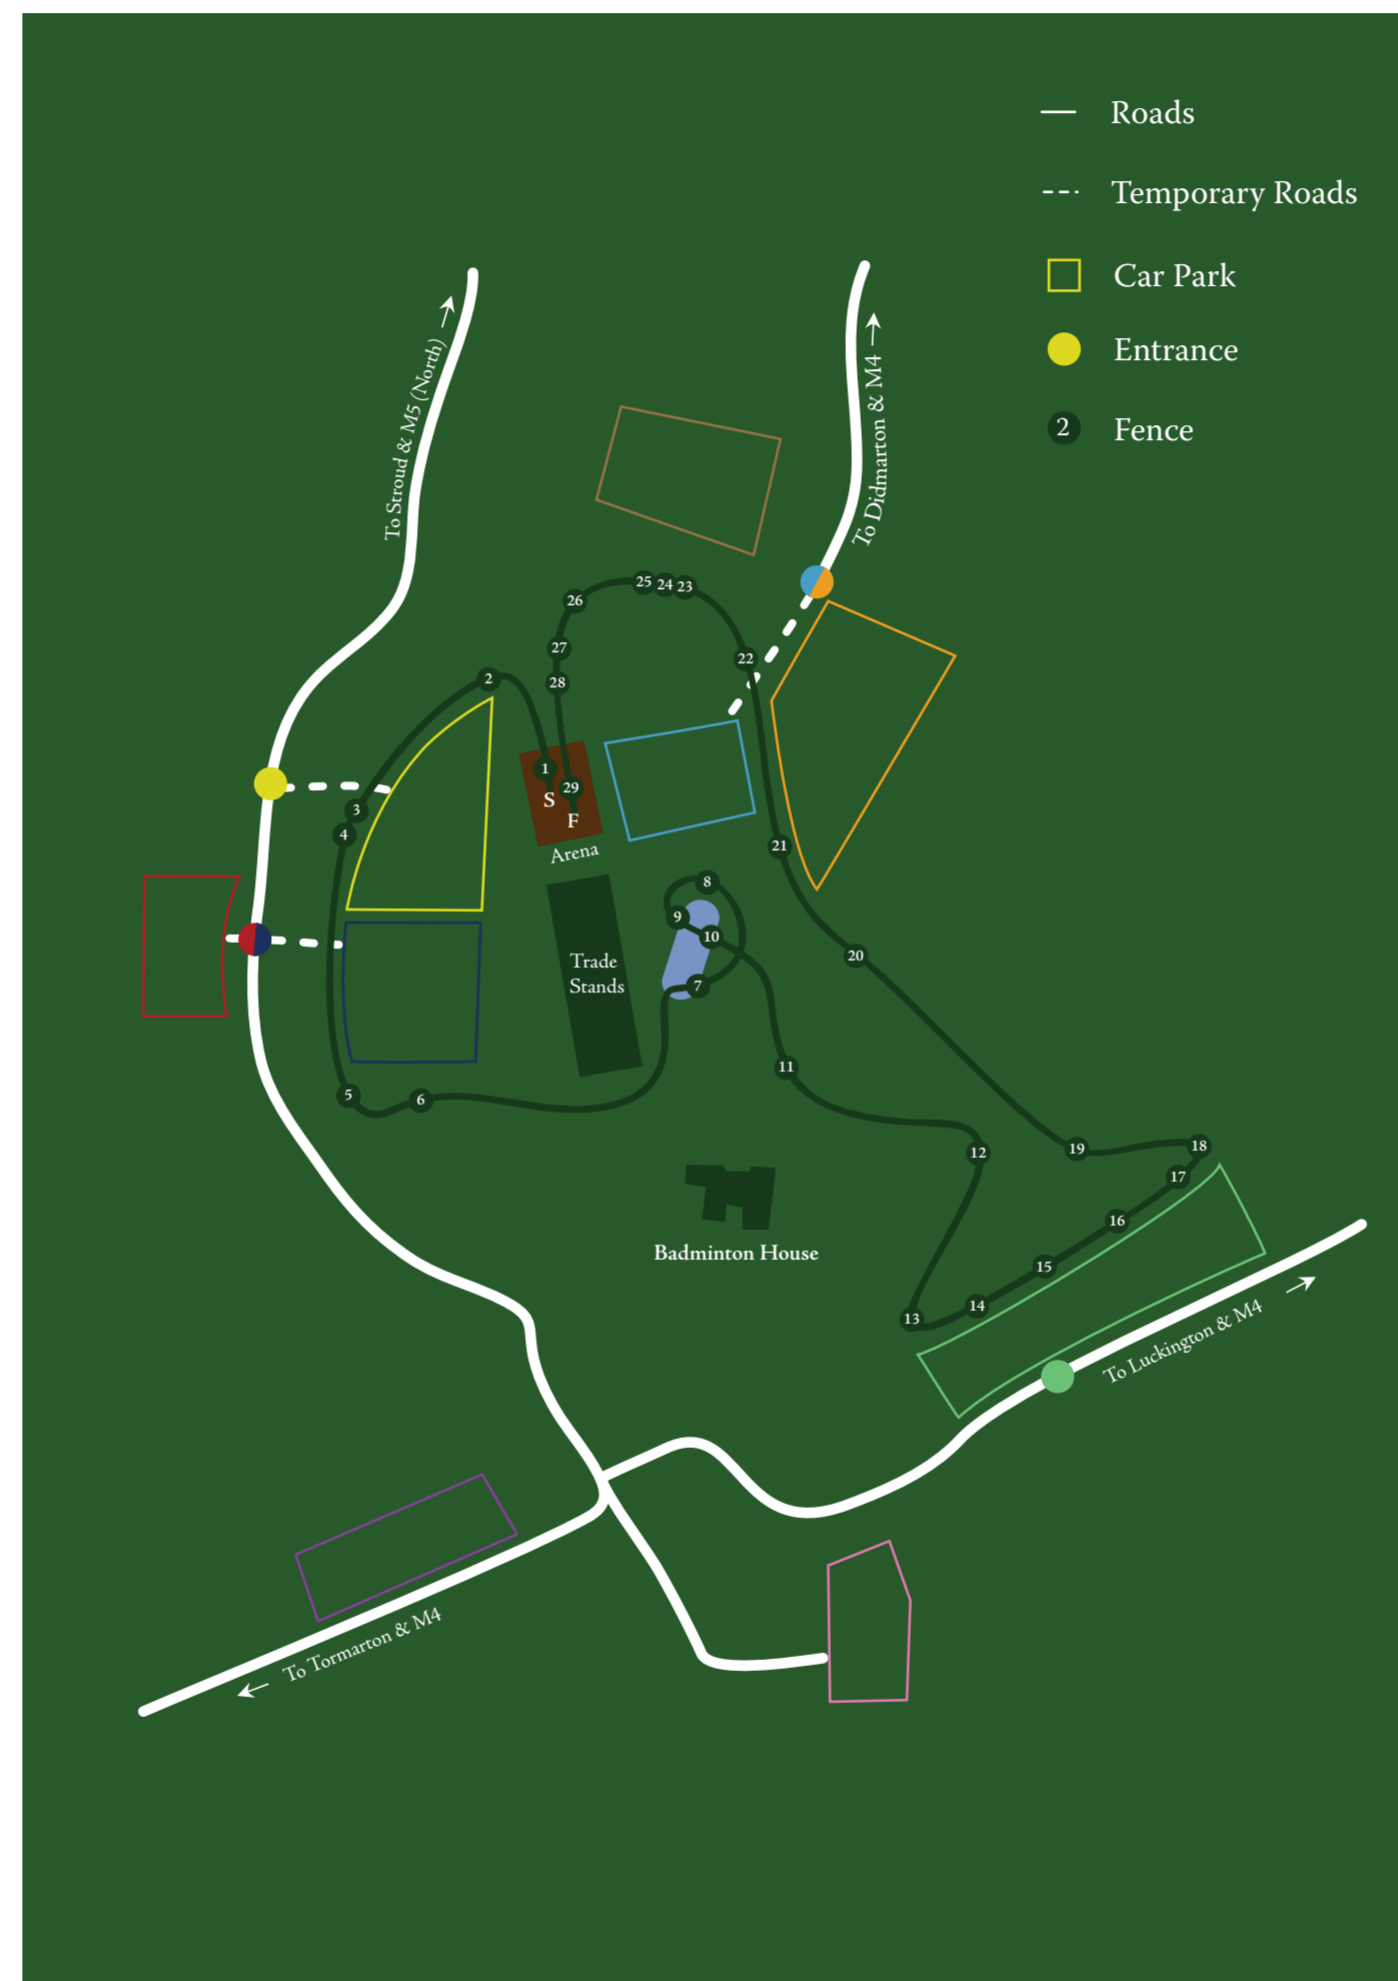 Roads
Temporary Roads
Car Park
Entrance
2 Fence
To Stroud & M5 (North)
To Didmarton & M4
25 24 23
26
27
22
2
28
1
29
S
F
3
4
Arena
21
8
9
10
Trade
Stands
20
7
11
5
6
12
19
18
17
16
Badminton House
15
14
13
To Luckington & M4
To Tormarton & M4